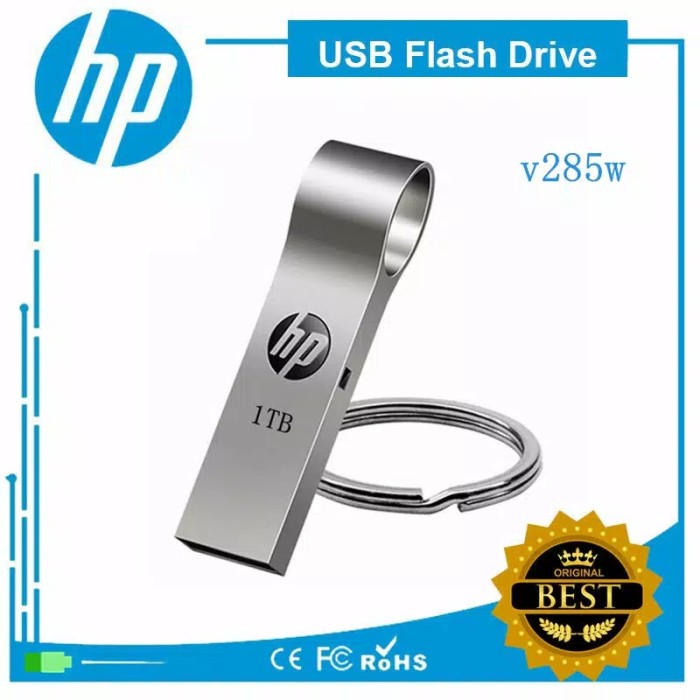 hp
USB Flash Drive
v285w
hp
1TB
ORIGINAL
BEST
CE FC RoHS